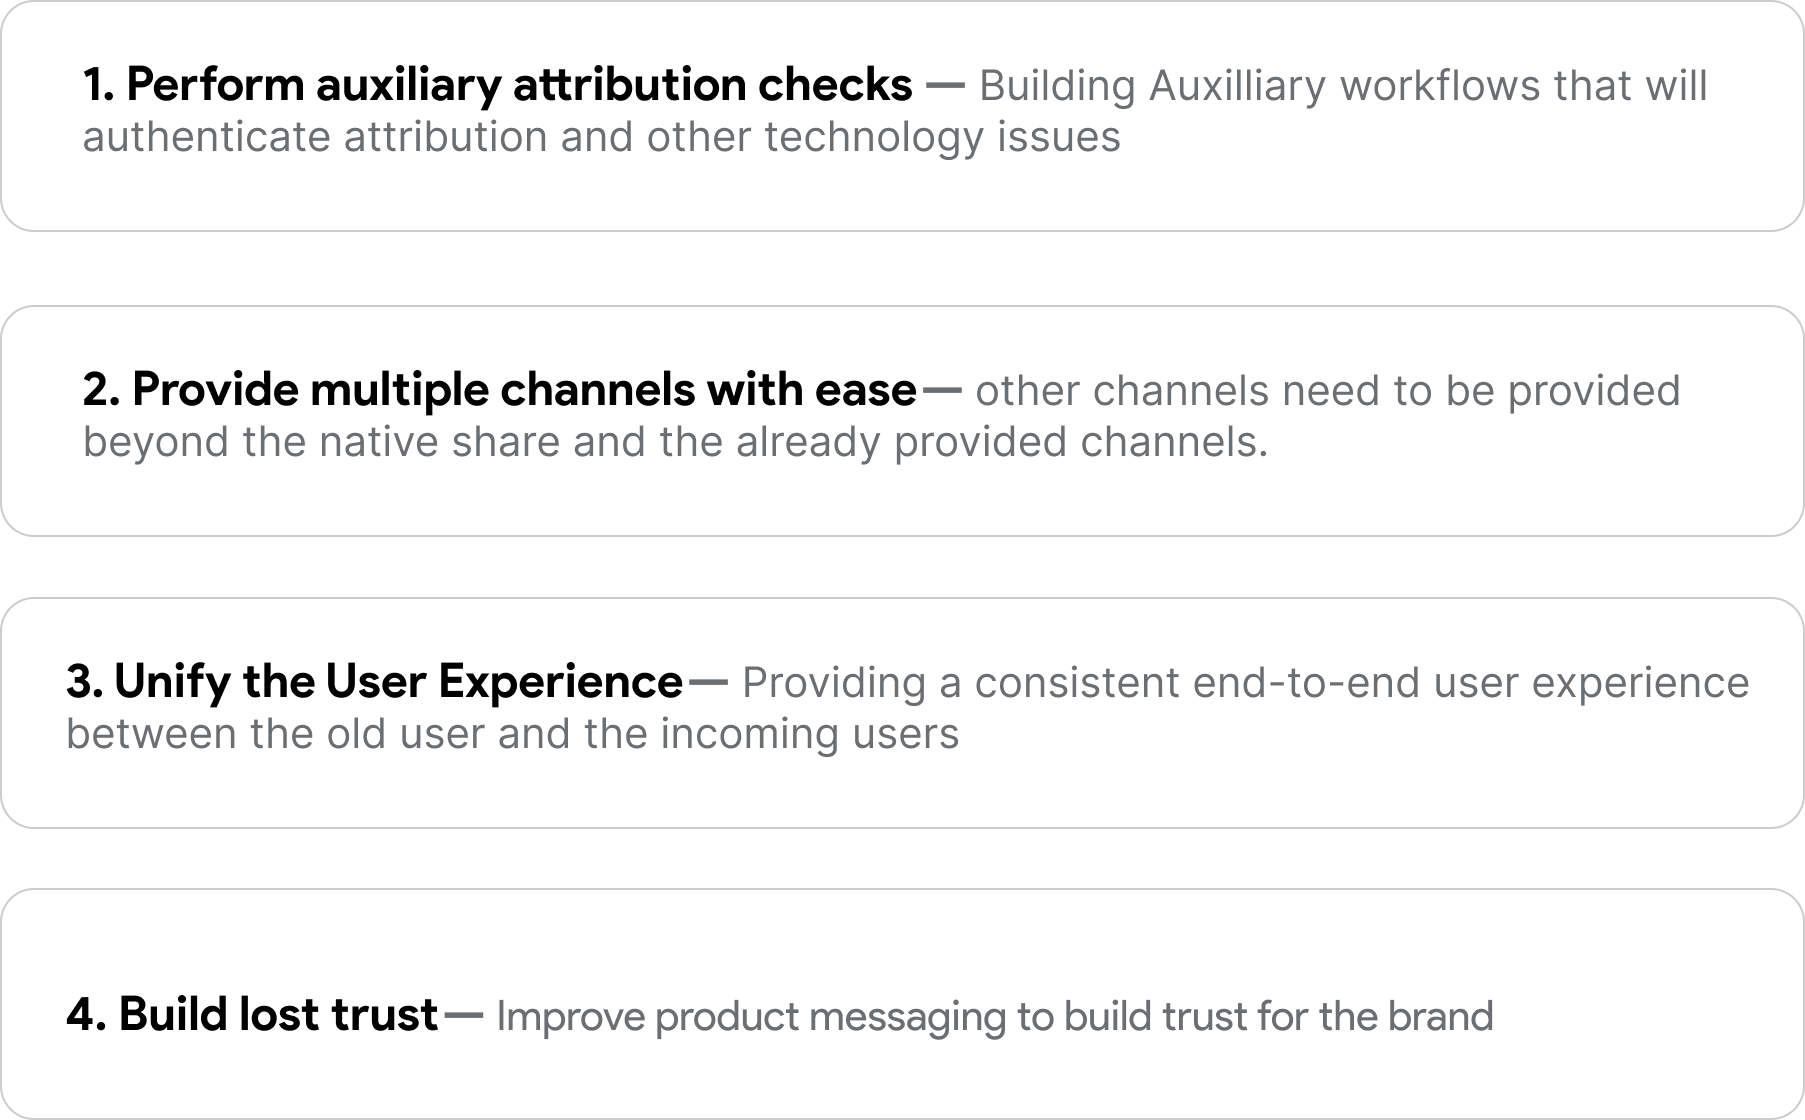 1. Perform auxiliary attribution checks — Building Auxilliary workflows that will
authenticate attribution and other technology issues
2. Provide multiple channels with ease— other channels need to be provided
beyond the native share and the already provided channels.
3. Unify the User Experience— Providing a consistent end-to-end user experience
between the old user and the incoming users
4. Build lost trust— Improve product messaging to build trust for the brand